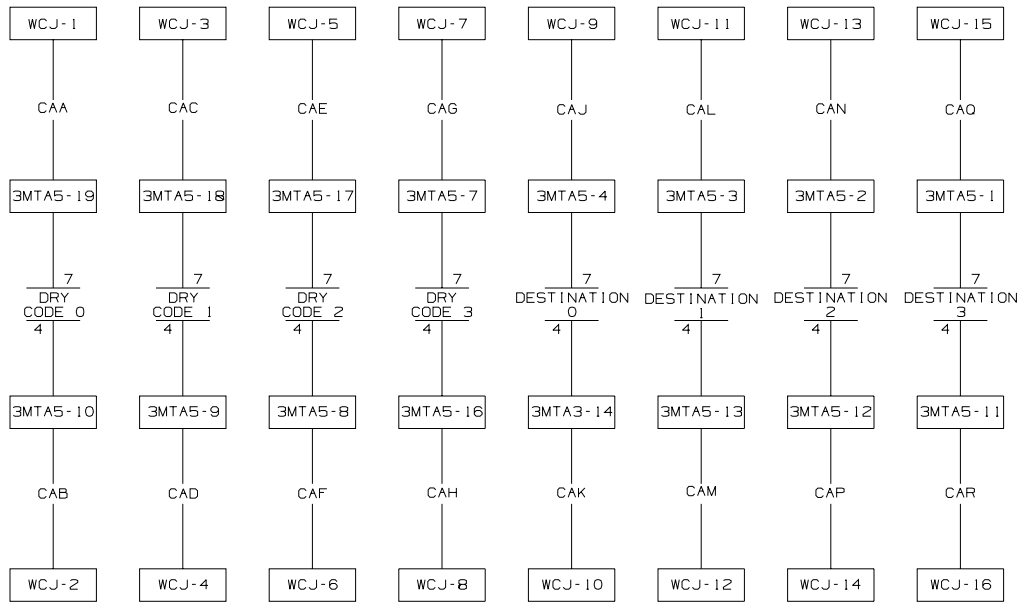 WCJ-1 WCJ-3 WCJ-5 WCJ-7 WCJ-9 WCJ-11 WCJ-13 WCJ-15
CAA CAC CAE CAG CAJ CAL CAN CAQ
3MTA5-19 3MTA5-18 3MTA5-17 3MTA5-7 3MTA5-4 3MTA5-3 3MTA5-2 3MTA5-1
7 7 7 7 7 7 7 7
DRY DRY DRY DRY DESTINATION DESTINATION DESTINATION DESTINATION
CODE 0 CODE 1 CODE 2 CODE 3 0 1 2 3
4 4 4 4 4 4 4 4
3MTA5-10 3MTA5-9 3MTA5-8 3MTA5-16 3MTA3-14 3MTA5-13 3MTA5-12 3MTA5-11
CAB CAD CAF CAH CAK CAM CAP CAR
WCJ-2 WCJ-4 WCJ-6 WCJ-8 WCJ-10 WCJ-12 WCJ-14 WCJ-16